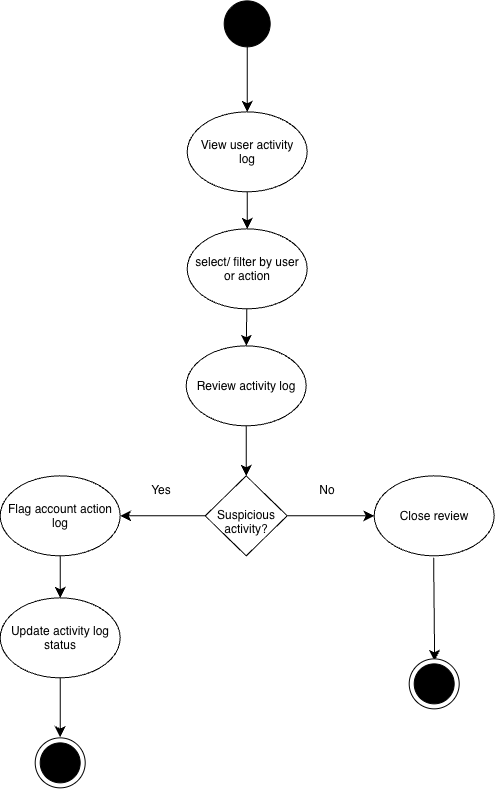 View user activity
log
select/ filter by user
or action
Review activity log
Yes
No
Flag account action
log
Suspicious
activity?
Close review
Update activity log
status